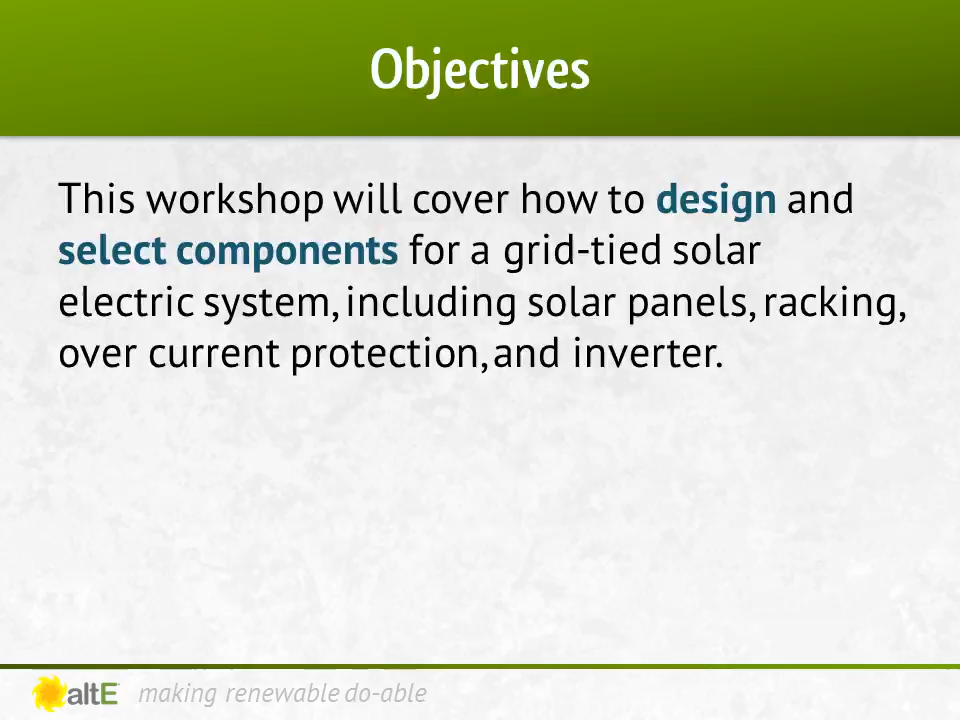 Objectives
This workshop will cover how to design and
select components for a grid-tied solar
electric system, including solar panels, racking,
over current protection, and inverter.
altE making renewable do-able